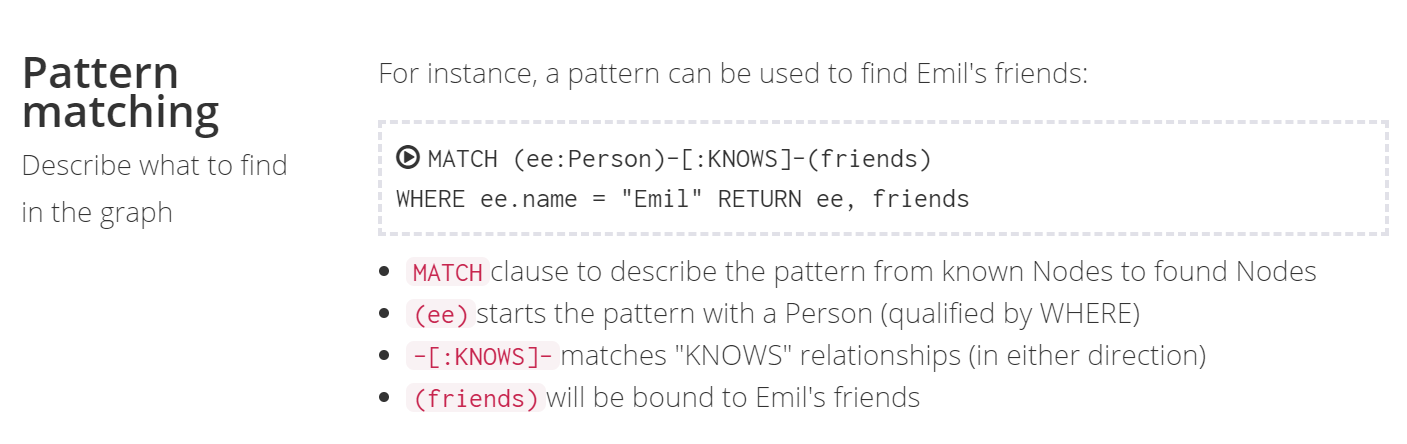 Pattern
matching
Describe what to find
in the graph
For instance, a pattern can be used to find Emil's friends:
MATCH (ee:Person)-[:KNOWS]-(friends)
WHERE ee.name = "Emil" RETURN ee, friends
• MATCH clause to describe the pattern from known Nodes to found Nodes
• (ee) starts the pattern with a Person (qualified by WHERE)
• -[:KNOWS]- matches "KNOWS" relationships (in either direction)
• (friends) will be bound to Emil's friends